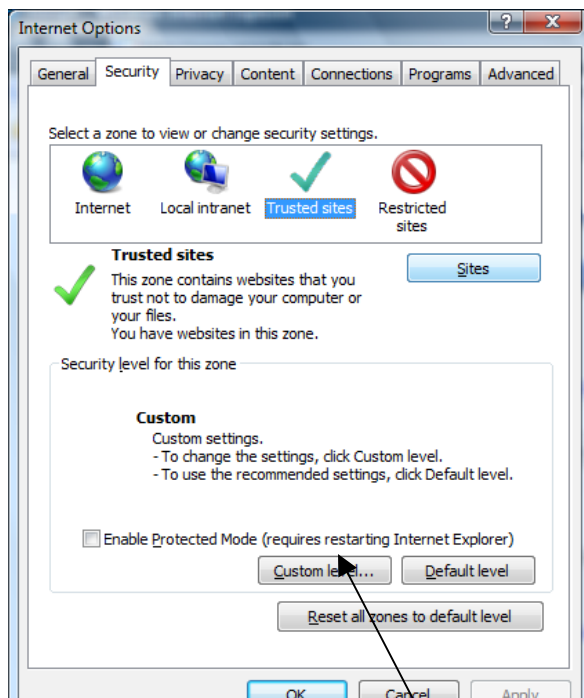 Internet Options
General Security Privacy Content Connections Programs Advanced
Select a zone to view or change security settings.
Internet Local intranet Trusted sites Restricted sites
Trusted sites
Sites
This zone contains websites that you
trust not to damage your computer or
your files.
You have websites in this zone.
Security level for this zone
Custom
Custom settings.
- To change the settings, click Custom level.
- To use the recommended settings, click Default level.
Enable Protected Mode (requires restarting Internet Explorer)
Custom level... Default level
Reset all zones to default level
OK Cancel Apply